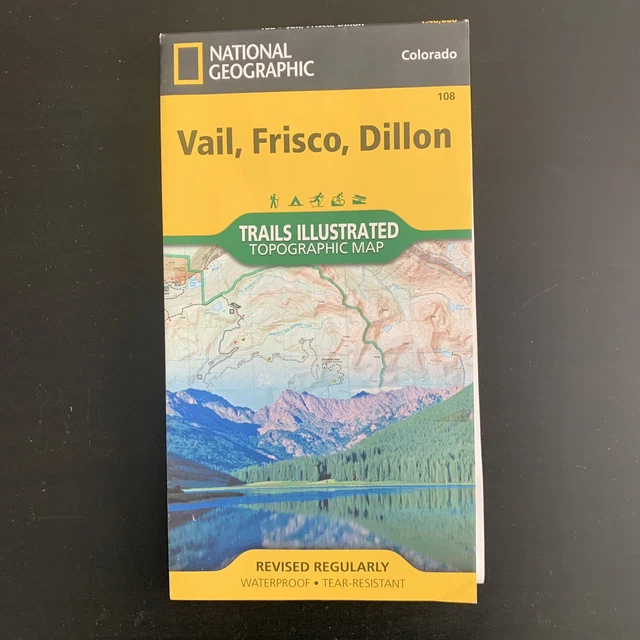 NATIONAL
GEOGRAPHIC
Colorado
108
Vail, Frisco, Dillon
TRAILS ILLUSTRATED
TOPOGRAPHIC MAP
REVISED REGULARLY
WATERPROOF • TEAR-RESISTANT